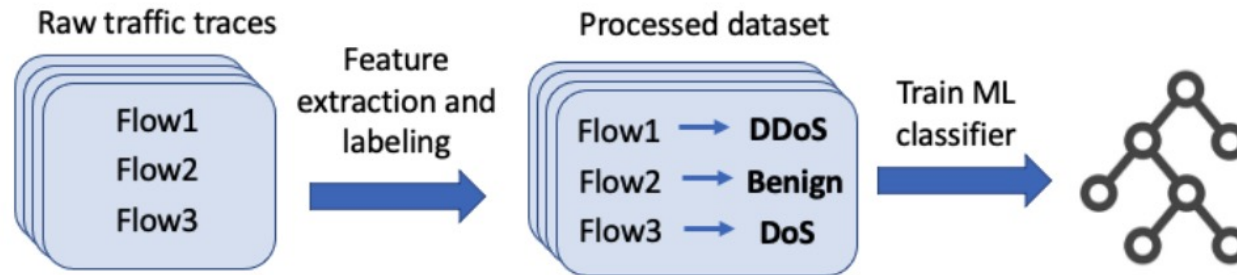 Raw traffic traces
Flow1
Flow2
Flow3
Feature
extraction and
labeling
Processed dataset
Flow1 DDoS
Flow2 Benign
Flow3 DoS
Train ML
classifier